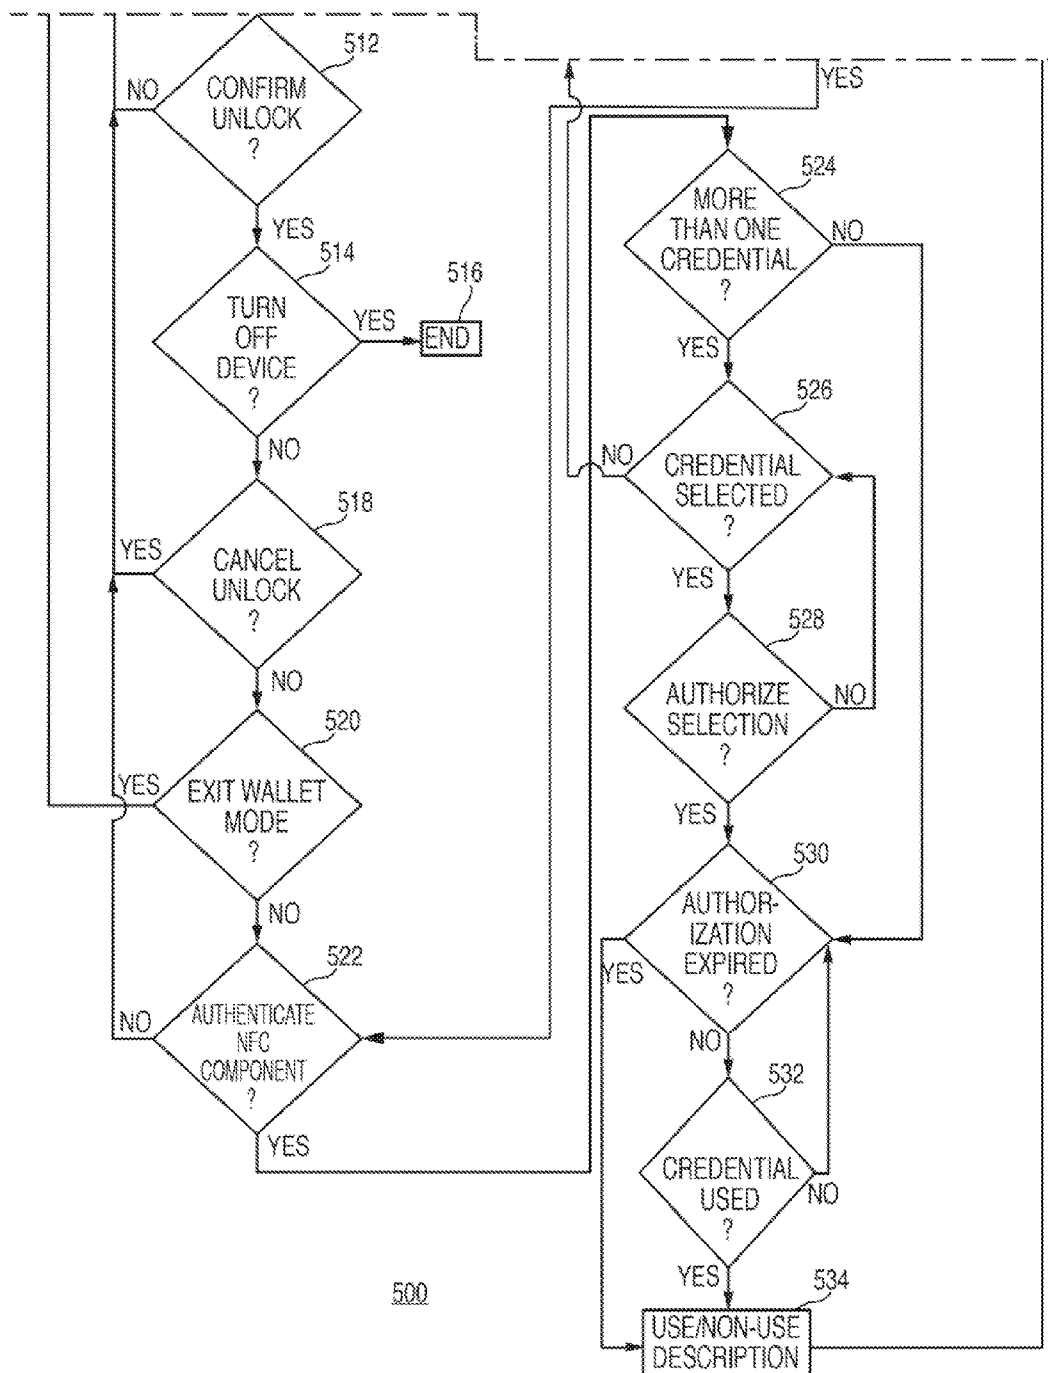 512
NO
CONFIRM
UNLOCK
?
YES
514
TURN
OFF
DEVICE
?
YES
516
END
NO
518
YES
CANCEL
UNLOCK
?
NO
520
YES
EXIT WALLET
MODE
?
NO
522
NO
AUTHENTICATE
NFC
COMPONENT
?
YES
YES
524
MORE
THAN ONE
CREDENTIAL
?
NO
YES
526
NO
CREDENTIAL
SELECTED
?
YES
528
AUTHORIZE
SELECTION
?
NO
YES
530
AUTHOR-
IZATION
EXPIRED
?
YES
NO
532
CREDENTIAL
USED
?
NO
YES
534
USE/NON-USE
DESCRIPTION
500